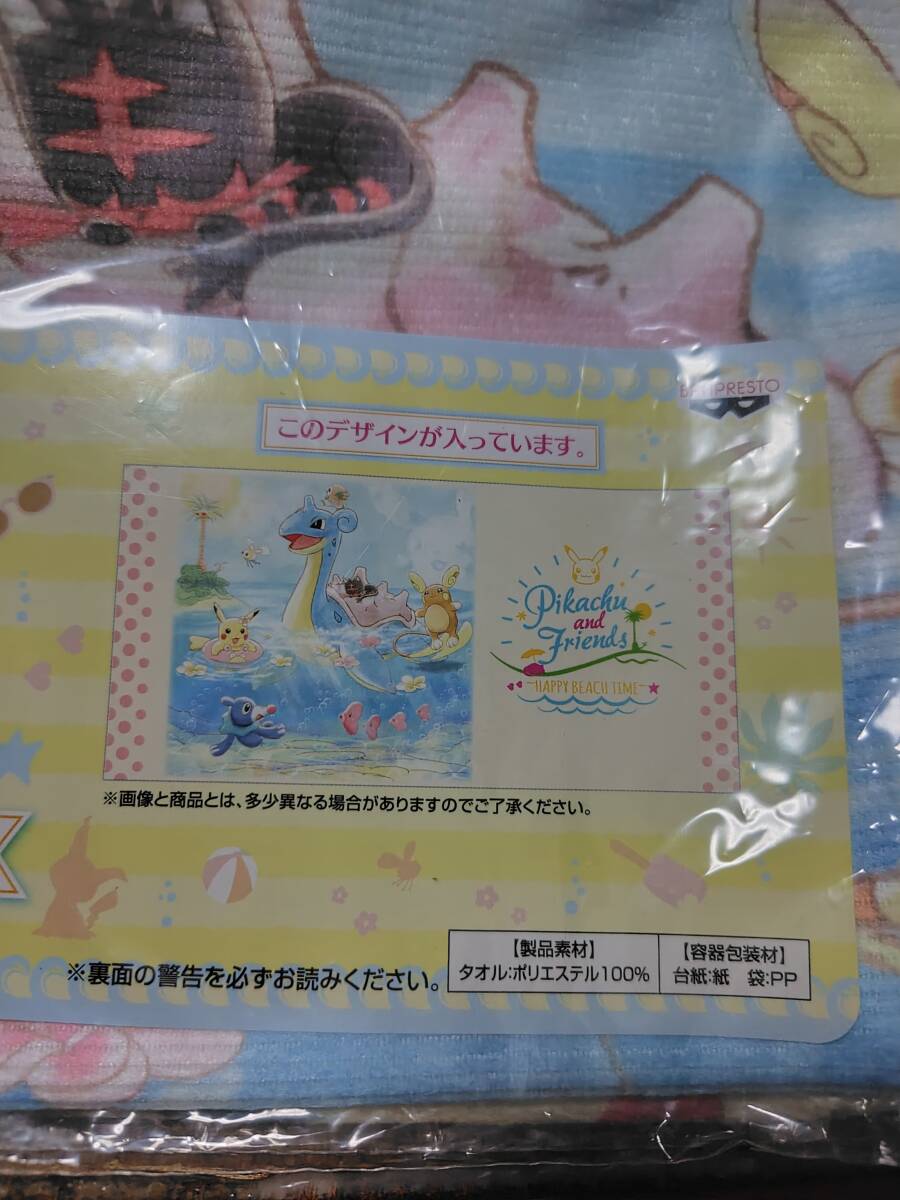 BANPRESTO
このデザインが入っています。
Pikachu
and
Friends
HAPPY BEACH TIME
※画像と商品とは、多少異なる場合がありますのでご了承ください。
※裏面の警告を必ずお読みください。
【製品素材】
タオル:ポリエステル100%
【容器包装材】
台紙:紙 袋:PP